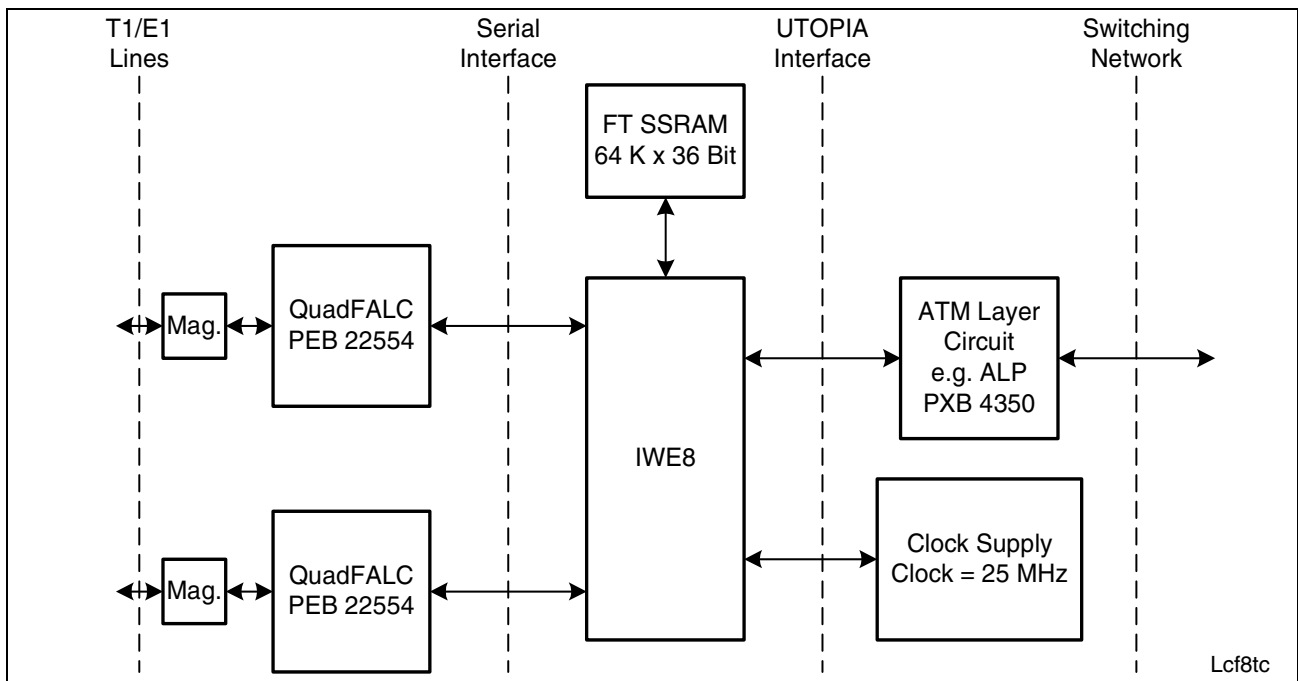 T1/E1
Lines
Serial
Interface
UTOPIA
Interface
Switching
Network
FT SSRAM
64 K x 36 Bit
Mag.
QuadFALC
PEB 22554
IWE8
ATM Layer
Circuit
e.g. ALP
PXB 4350
Mag.
QuadFALC
PEB 22554
Clock Supply
Clock = 25 MHz
Lcf8tc